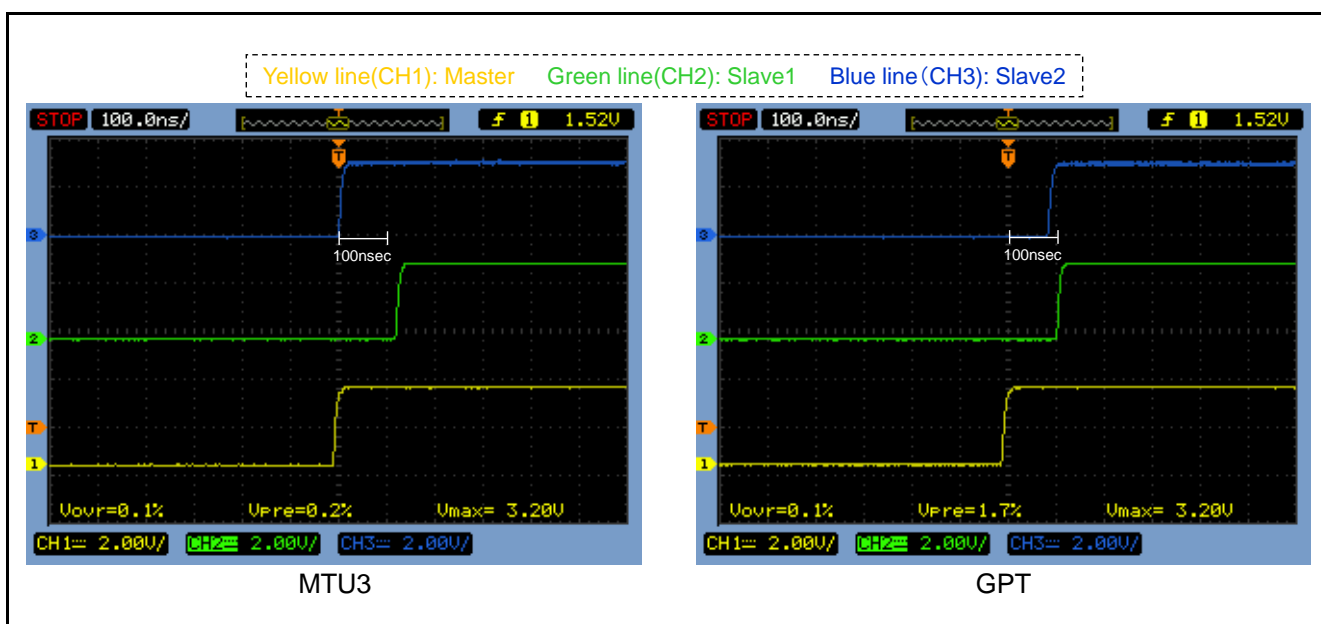 Yellow line(CH1): Master Green line(CH2): Slave1 Blue line(CH3): Slave2
STOP 100.0ns/ T 1 1.52V
T
3
100nsec
2
T
1
Vovr=0.1% Vpre=0.2% Vmax= 3.20V
CH1 2.00V/ CH2 2.00V/ CH3 2.00V/
MTU3
STOP 100.0ns/ T 1 1.52V
T
3
100nsec
2
T
1
Vovr=0.1% Vpre=1.7% Vmax= 3.20V
CH1 2.00V/ CH2 2.00V/ CH3 2.00V/
GPT